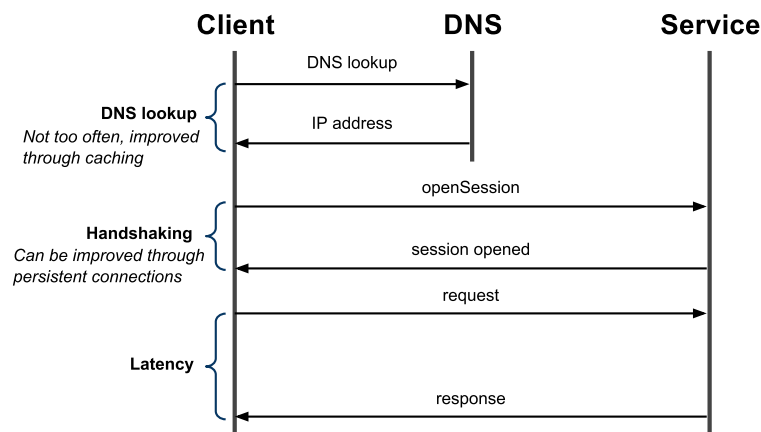 Client
DNS
Service
DNS lookup
DNS lookup
Not too often, improved
through caching
IP address
openSession
Handshaking
Can be improved through
persistent connections
session opened
request
Latency
response